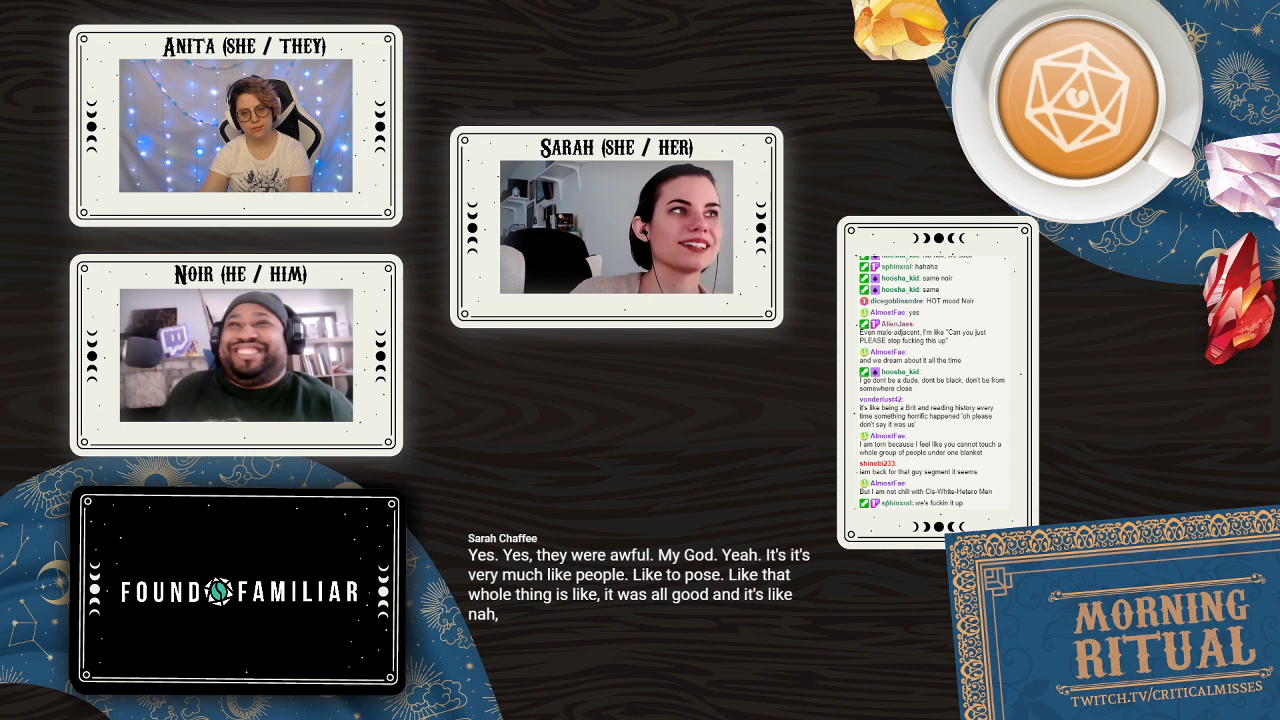 ANITA (SHE / THEY)
SARAH (SHE / HER)
NOIR (HE / HIM)
hoosha_kid: No noir, we suck
sphinxral: hahaha
hoosha_kid: same noir
hoosha_kid: same
dicegoblinandre: HOT mood Noir
AlmostFae: yes
AlienJaes:
Even male-adjacent, I'm like "Can you just
PLEASE stop fucking this up"
AlmostFae:
and we dream about it all the time
hoosha_kid:
I go dont be a dude, dont be black, don't be from
somewhere close
vonderlust42:
it's like being a Brit and reading history every
time something horrific happened 'oh please
don't say it was us'
AlmostFae:
I am torn because I feel like you cannot touch a
whole group of people under one blanket
shinobi233:
iam back for that guy segment it seems
AlmostFae:
But I am not chill with Cis-White-Hetero Men
sphinxral: we's fuckin it up
FOUND FAMILIAR
Sarah Chaffee
Yes. Yes, they were awful. My God. Yeah. It's it's
very much like people. Like to pose. Like that
whole thing is like, it was all good and it's like
nah,
MORNING
RITUAL
TWITCH.TV/CRITICALMISSES